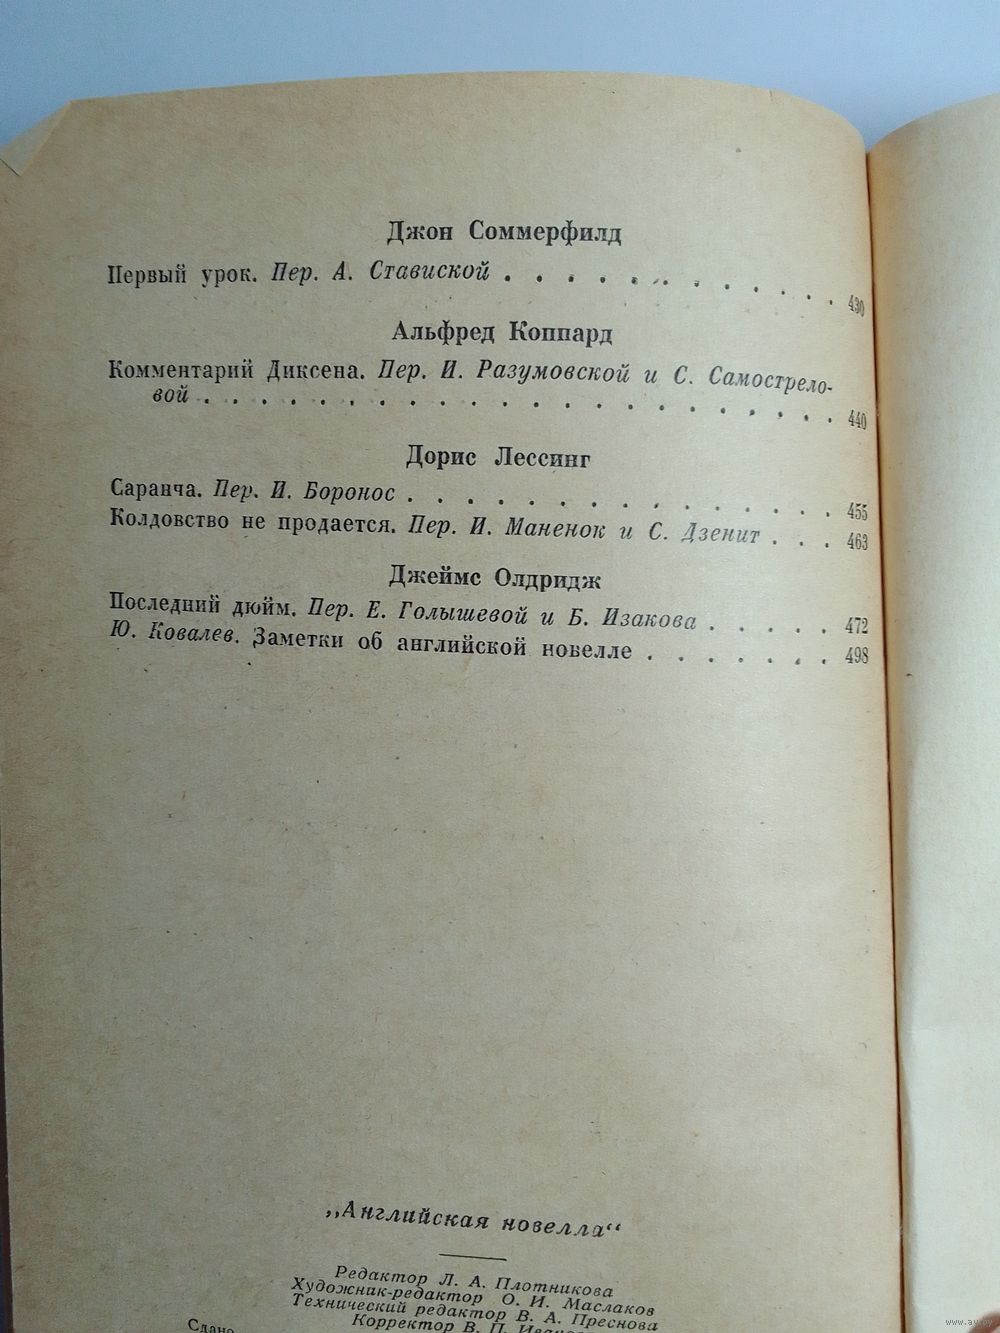 Джон Соммерфилд
Первый урок. Пер. А. Ставиской . . . . . . . . . . . . 430
Альфред Коппард
Комментарий Диксена. Пер. И. Разумовской и С. Самострело-
вой . . . . . . . . . . . . . . . . . . . . . 440
Дорис Лессинг
Саранча. Пер. И. Боронос . . . . . . . . . . . . . . 455
Колдовство не продается. Пер. И. Маненок и С. Дзенит . . . 463
Джеймс Олдридж
Последний дюйм. Пер. Е. Голышевой и Б. Изакова . . . . . 472
Ю. Ковалев. Заметки об английской новелле . . . . . . . 498
„Английская новелла“
Редактор Л. А. Плотникова
Художник-редактор О. И. Маслаков
Технический редактор В. А. Преснова
Корректор В. П.
Сдано